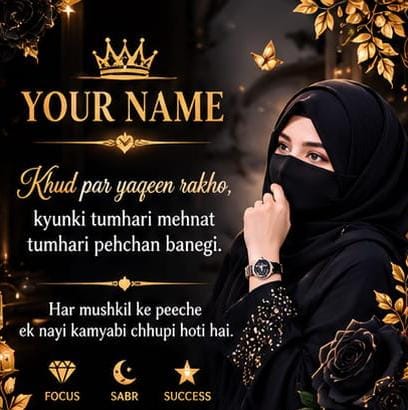 YOUR NAME
Khud par yaqeen rakho,
kyunki tumhari mehnat
tumhari pehchan banegi.
Har mushkil ke peeche
ek nayi kamyabi chhupi hoti hai.
FOCUS SABR SUCCESS